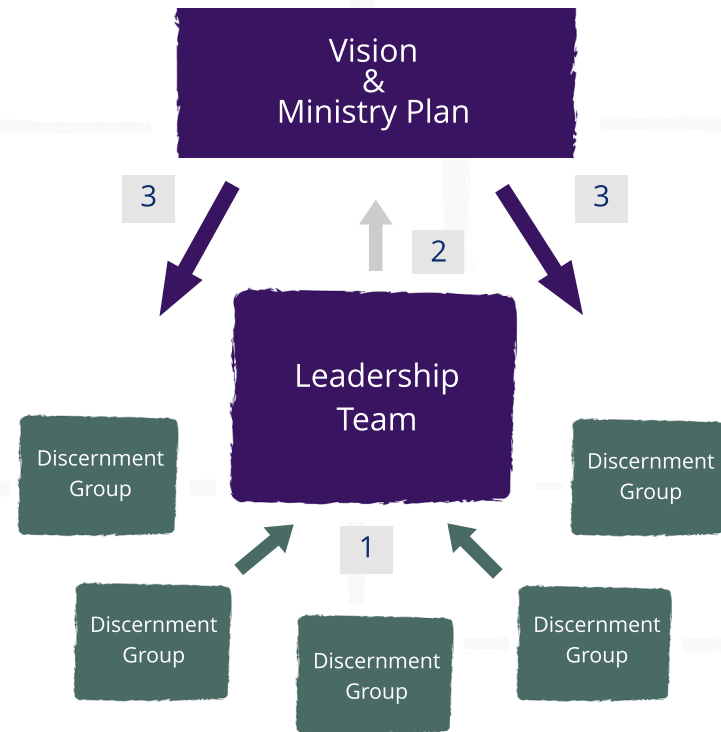 Vision
&
Ministry Plan
3
3
2
Leadership
Team
Discernment
Group
Discernment
Group
1
Discernment
Group
Discernment
Group
Discernment
Group